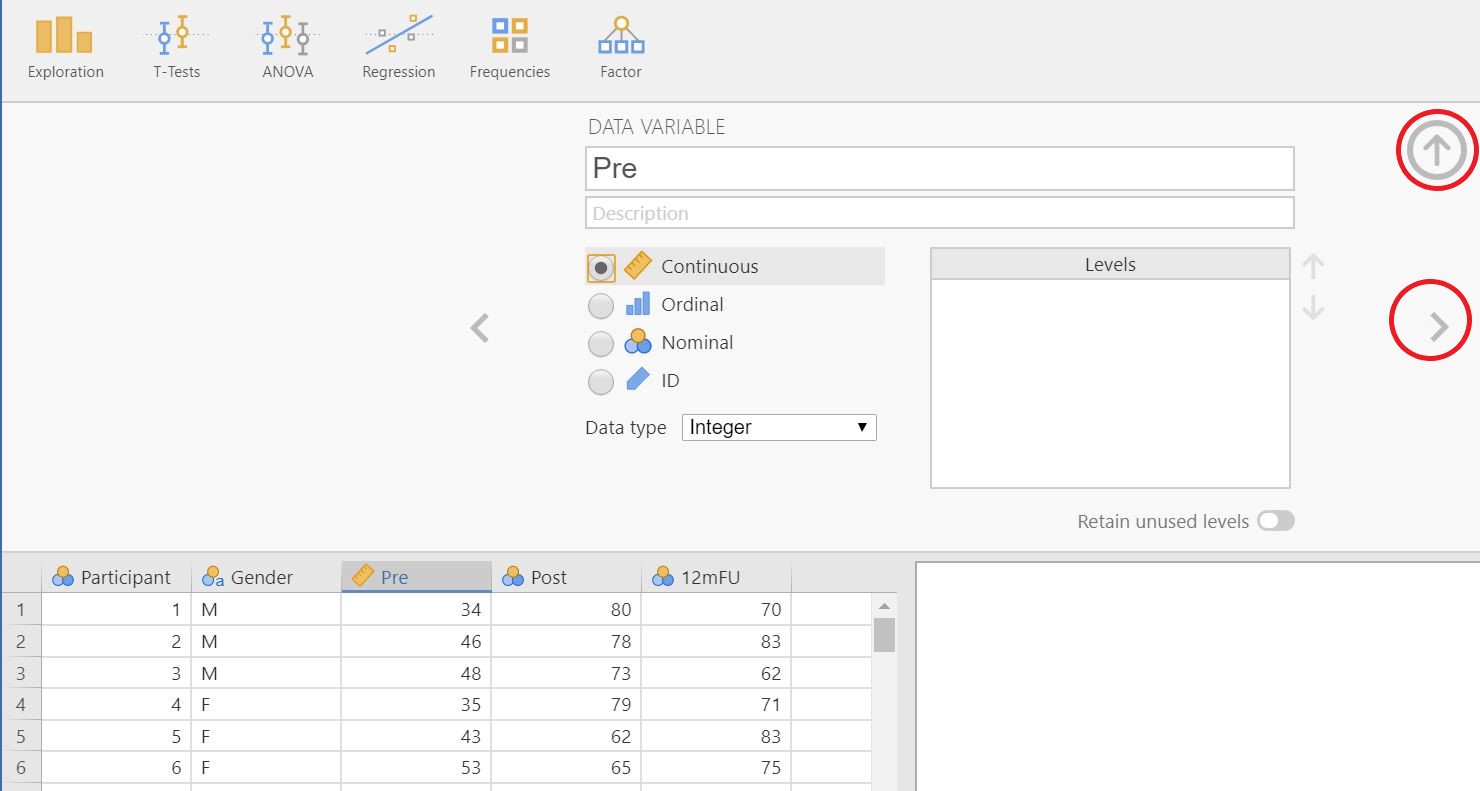 Exploration T-Tests ANOVA Regression Frequencies Factor
DATA VARIABLE
Pre
Description
Continuous
Ordinal
Nominal
ID
Data type Integer
Levels
Retain unused levels
Participant Gender Pre Post 12mFU
1 1 M 34 80 70
2 2 M 46 78 83
3 3 M 48 73 62
4 4 F 35 79 71
5 5 F 43 62 83
6 6 F 53 65 75